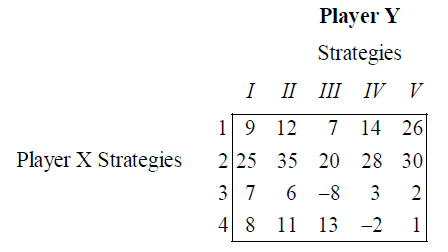 Player Y
Strategies
I II III IV V
1 9 12 7 14 26
Player X Strategies 2 25 35 20 28 30
3 7 6 –8 3 2
4 8 11 13 –2 1